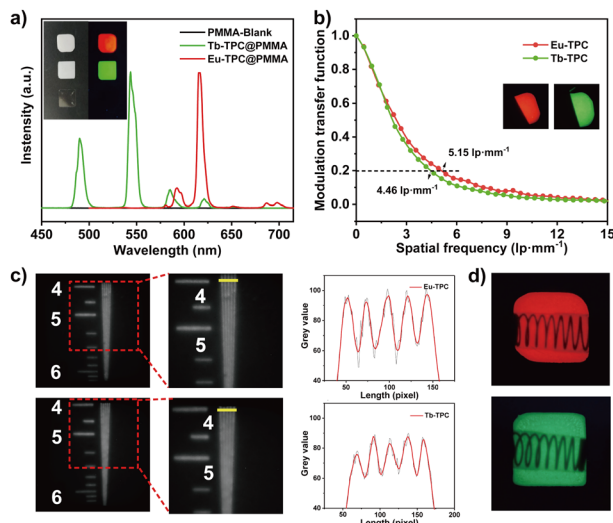 a)
PMMA-Blank
Tb-TPC@PMMA
Eu-TPC@PMMA
Instensity (a.u.)
450 500 550 600 650 700
Wavelength (nm)
b)
Modulation transfer function
1.0
0.8
0.6
0.4
0.2
0.0
Eu-TPC
Tb-TPC
5.15 lp·mm⁻¹
4.46 lp·mm⁻¹
0 3 6 9 12 15
Spatial frequency (lp·mm⁻¹)
c)
4
5
6
4
5
Eu-TPC
Grey value
100
80
60
40
50 100 150
Length (pixel)
4
5
6
4
5
Tb-TPC
Grey value
100
80
60
40
50 100 150 200
Length (pixel)
d)